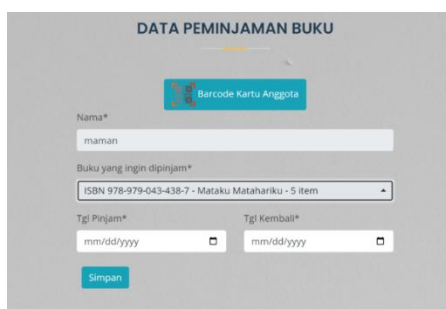 DATA PEMINJAMAN BUKU
Barcode Kartu Anggota
Nama*
maman
Buku yang ingin dipinjam*
ISBN 978-979-043-438-7 - Mataku Matahariku - 5 item
Tgl Pinjam* Tgl Kembali*
mm/dd/yyyy mm/dd/yyyy
Simpan